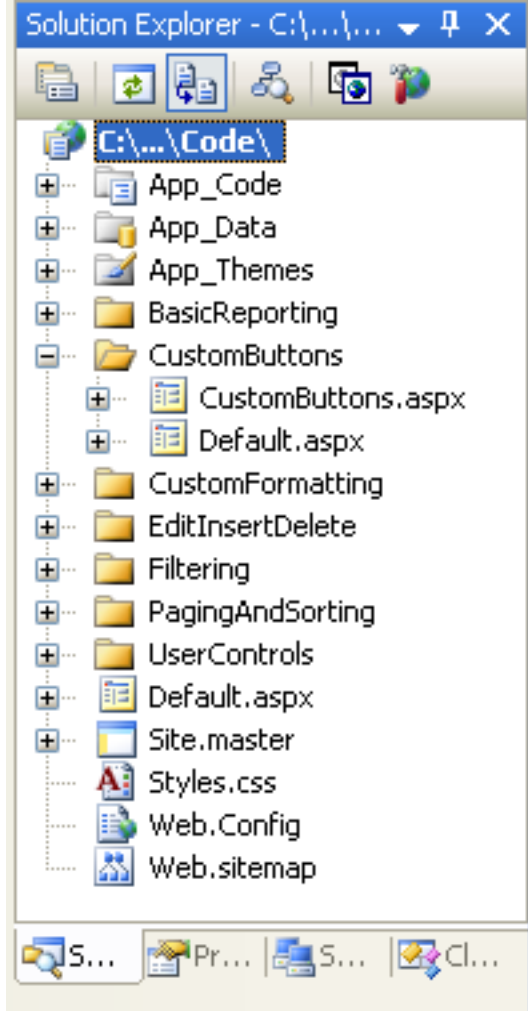 Solution Explorer - C:\...\...
C:\...\Code\
App_Code
App_Data
App_Themes
BasicReporting
CustomButtons
CustomButtons.aspx
Default.aspx
CustomFormatting
EditInsertDelete
Filtering
PagingAndSorting
UserControls
Default.aspx
Site.master
Styles.css
Web.Config
Web.sitemap
S... Pr... S... Cl...